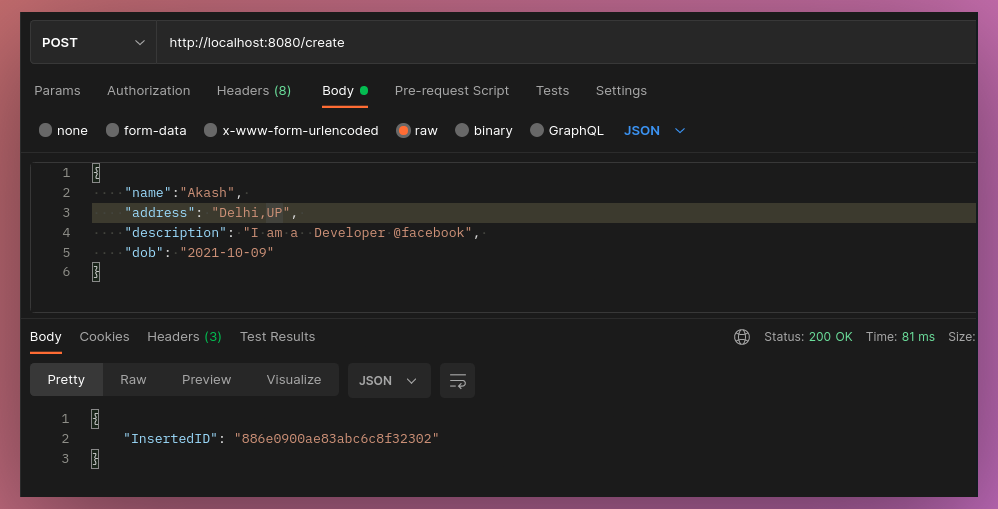 POST http://localhost:8080/create
Params Authorization Headers (8) Body Pre-request Script Tests Settings
none form-data x-www-form-urlencoded raw binary GraphQL JSON
1 {
2 "name":"Akash",
3 "address": "Delhi,UP",
4 "description": "I am a  Developer @facebook",
5 "dob": "2021-10-09"
6 }
Body Cookies Headers (3) Test Results Status: 200 OK Time: 81 ms Size:
Pretty Raw Preview Visualize JSON
1 {
2 "InsertedID": "886e0900ae83abc6c8f32302"
3 }